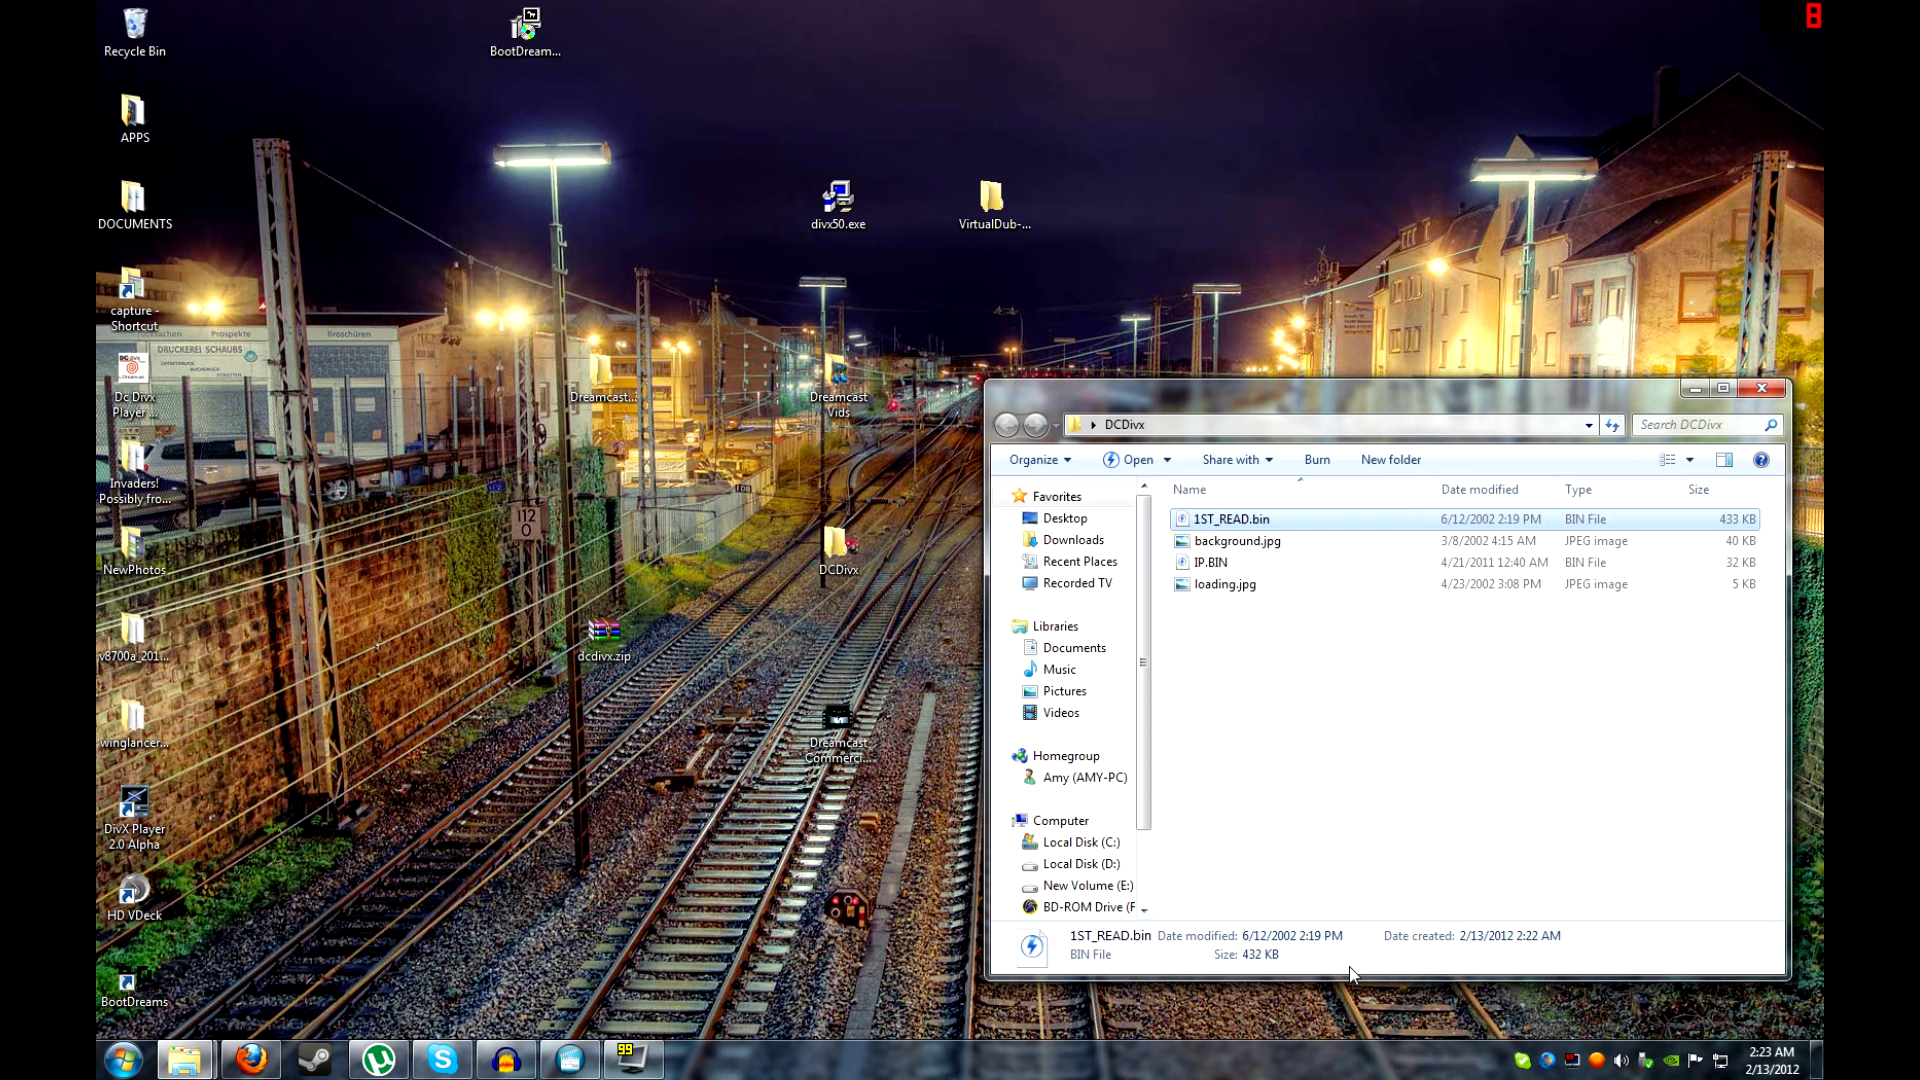 Recycle Bin
BootDream...
8
APPS
DOCUMENTS
divx50.exe
VirtualDub-...
capture -
Shortcut
Prospekte
Broschüren
DRUCKEREI SCHAUBS
Dc Divx
Player ...
Dreamcast...
Dreamcast
Vids
Invaders!
Possibly fro...
112
0
NewPhotos
DCDivx
v8700a_201...
dcdivx.zip
winglancer...
Dreamcast
Commerci...
DivX Player
2.0 Alpha
HD VDeck
BootDreams
DCDivx
Search DCDivx
Organize
Open
Share with
Burn
New folder
Name
Date modified
Type
Size
1ST_READ.bin 6/12/2002 2:19 PM BIN File 433 KB
background.jpg 3/8/2002 4:15 AM JPEG image 40 KB
IP.BIN 4/21/2011 12:40 AM BIN File 32 KB
loading.jpg 4/23/2002 3:08 PM JPEG image 5 KB
Favorites
Desktop
Downloads
Recent Places
Recorded TV
Libraries
Documents
Music
Pictures
Videos
Homegroup
Amy (AMY-PC)
Computer
Local Disk (C:)
Local Disk (D:)
New Volume (E:)
BD-ROM Drive (F
1ST_READ.bin Date modified: 6/12/2002 2:19 PM Date created: 2/13/2012 2:22 AM
BIN File Size: 432 KB
99
2:23 AM
2/13/2012